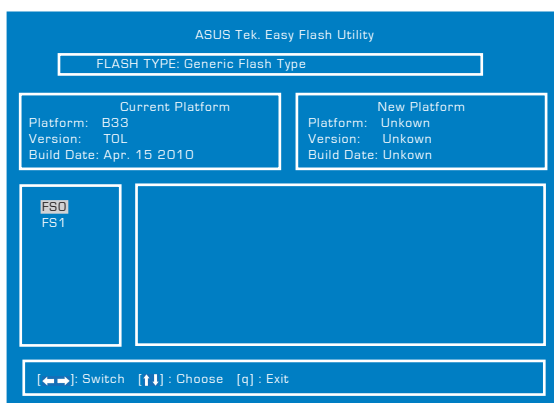 ASUS Tek. Easy Flash Utility
FLASH TYPE: Generic Flash Type
Current Platform
Platform: B33
Version: TOL
Build Date: Apr. 15 2010
New Platform
Platform: Unkown
Version: Unkown
Build Date: Unkown
FS0
FS1
[←→]: Switch [↑↓] : Choose [q] : Exit